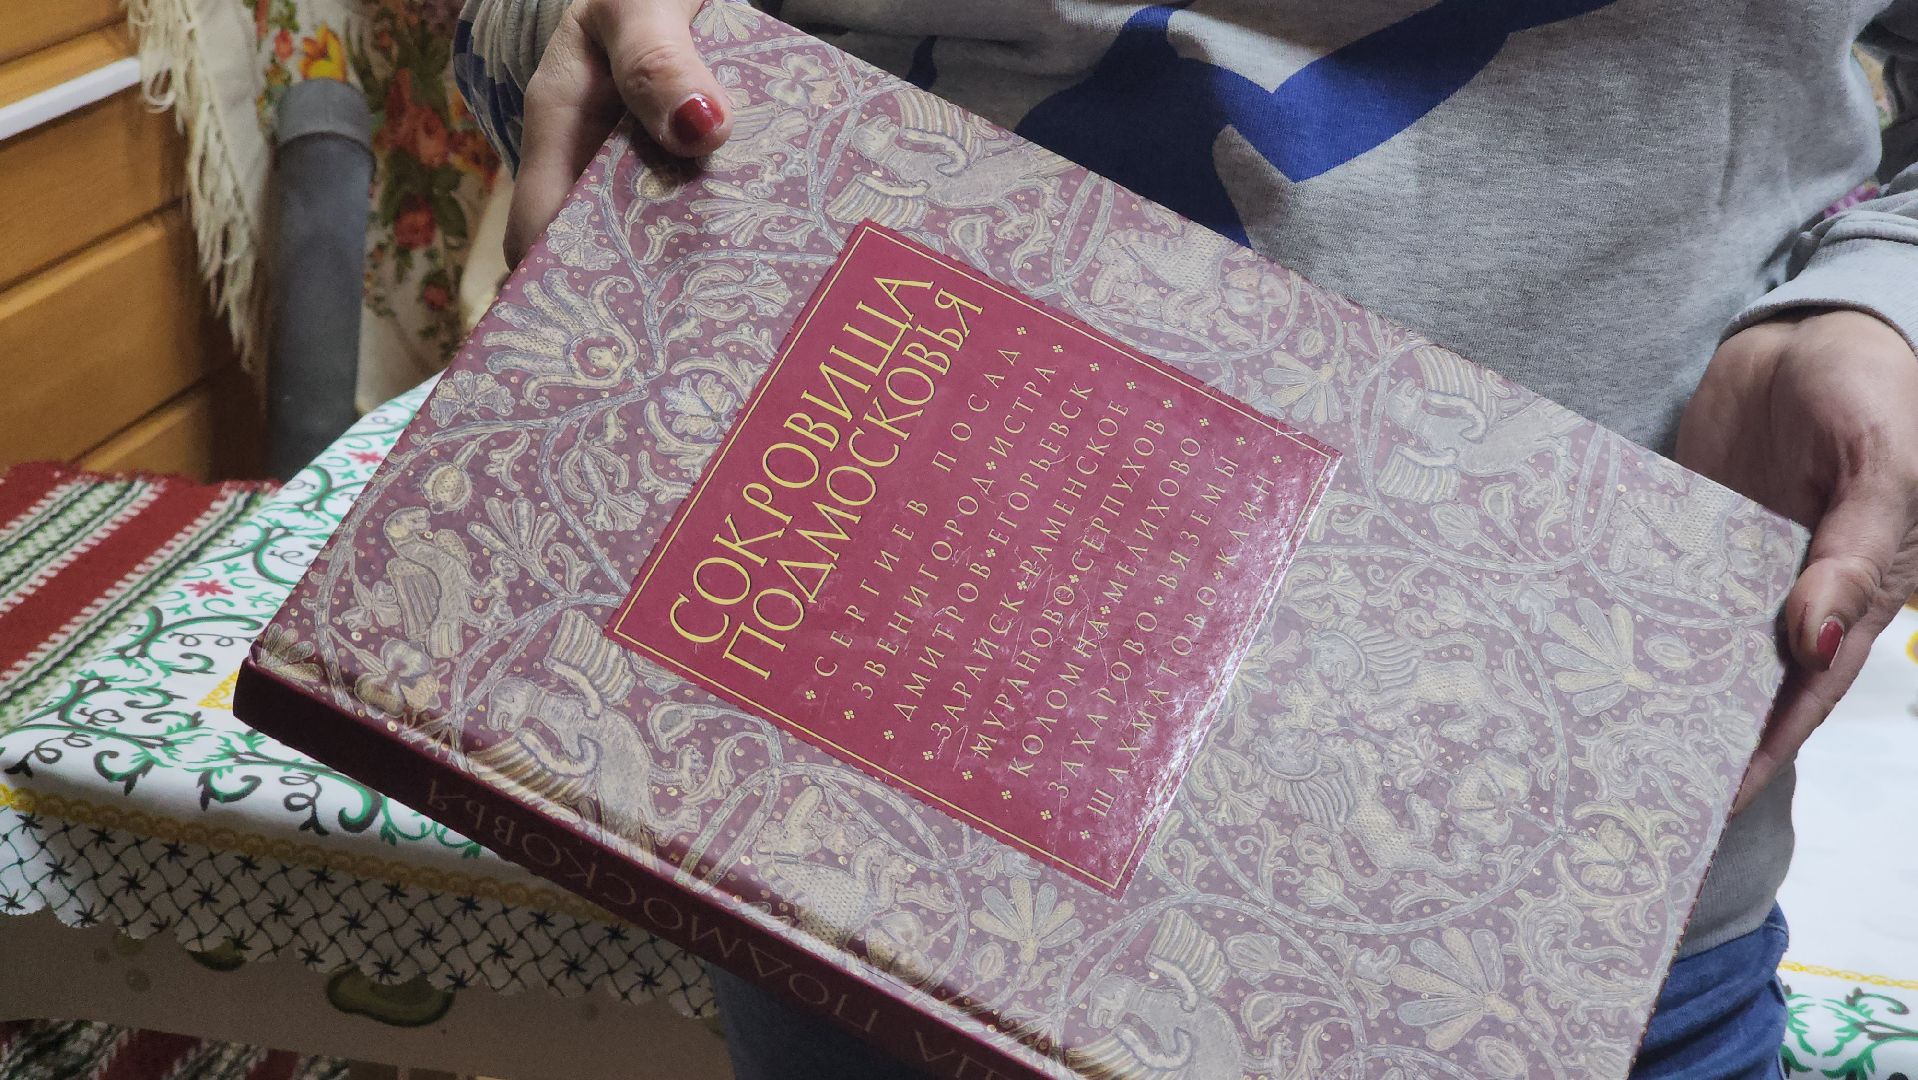 СОКРОВИЩА
ПОДМОСКОВЬЯ
СЕРГИЕВ ПОСАД
ЗВЕНИГОРОД ИСТРА
ДМИТРОВ ЕГОРЬЕВСК
ЗАРАЙСК РАМЕНСКОЕ
МУРАНОВО СЕРПУХОВ
КОЛОМНА МЕЛИХОВО
ЗАХАРОВО ВЯЗЕМЫ
ШАХМАТОВО КЛИН
ПОДМОСКОВЬЯ